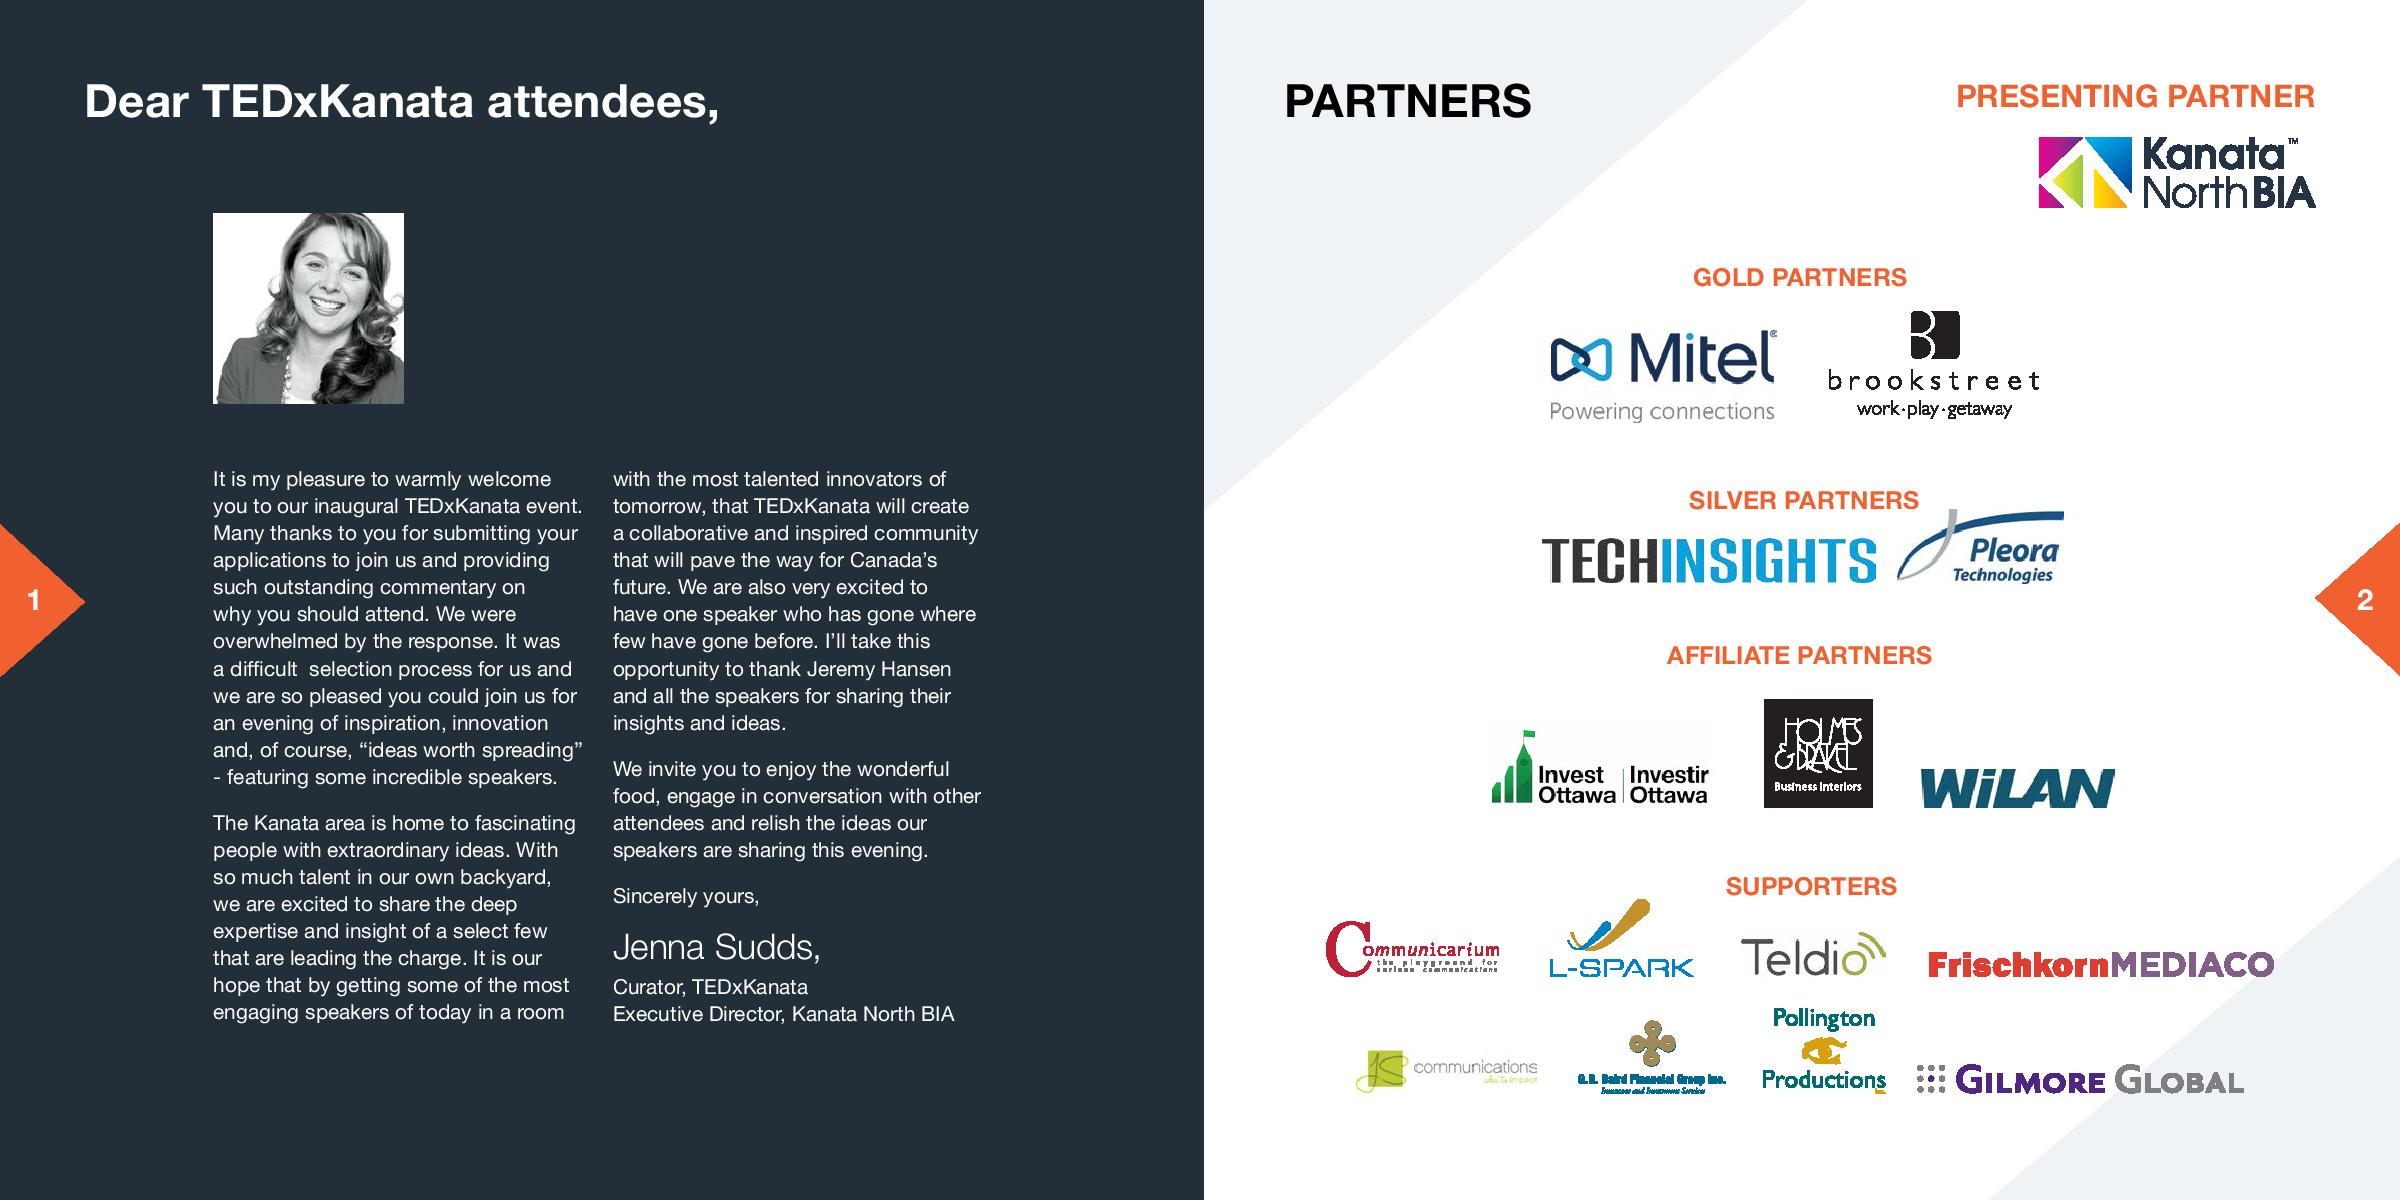 Dear TEDxKanata attendees,
It is my pleasure to warmly welcome
you to our inaugural TEDxKanata event.
Many thanks to you for submitting your
applications to join us and providing
such outstanding commentary on
why you should attend. We were
overwhelmed by the response. It was
a difficult  selection process for us and
we are so pleased you could join us for
an evening of inspiration, innovation
and, of course, “ideas worth spreading”
- featuring some incredible speakers.
The Kanata area is home to fascinating
people with extraordinary ideas. With
so much talent in our own backyard,
we are excited to share the deep
expertise and insight of a select few
that are leading the charge. It is our
hope that by getting some of the most
engaging speakers of today in a room
with the most talented innovators of
tomorrow, that TEDxKanata will create
a collaborative and inspired community
that will pave the way for Canada’s
future. We are also very excited to
have one speaker who has gone where
few have gone before. I’ll take this
opportunity to thank Jeremy Hansen
and all the speakers for sharing their
insights and ideas.
We invite you to enjoy the wonderful
food, engage in conversation with other
attendees and relish the ideas our
speakers are sharing this evening.
Sincerely yours,
Jenna Sudds,
Curator, TEDxKanata
Executive Director, Kanata North BIA
1
PARTNERS
PRESENTING PARTNER
Kanata™
North BIA
GOLD PARTNERS
Mitel®
Powering connections
B
brookstreet
work·play·getaway
SILVER PARTNERS
TECHINSIGHTS
Pleora
Technologies
AFFILIATE PARTNERS
Invest
Ottawa
Investir
Ottawa
HOLMES
& BRAKEL
Business Interiors
WiLAN
SUPPORTERS
Communicarium
the playground for
serious communications
L-SPARK
Teldio
FrischkornMEDIACO
JS communications
Baird Financial Group Inc.
Insurance and Investment Service
Pollington
Productions
GILMORE GLOBAL
2